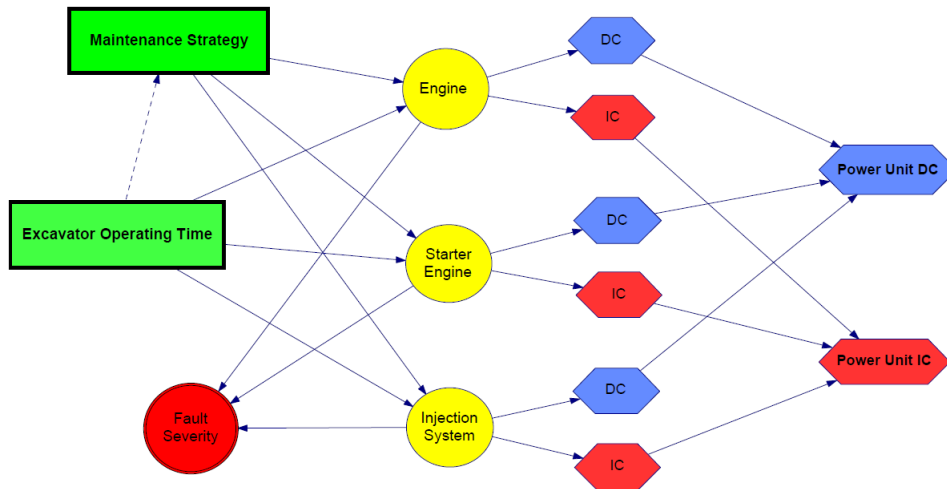 Maintenance Strategy
DC
Engine
IC
Power Unit DC
Excavator Operating Time
DC
Starter
Engine
IC
Power Unit IC
DC
Fault
Severity
Injection
System
IC